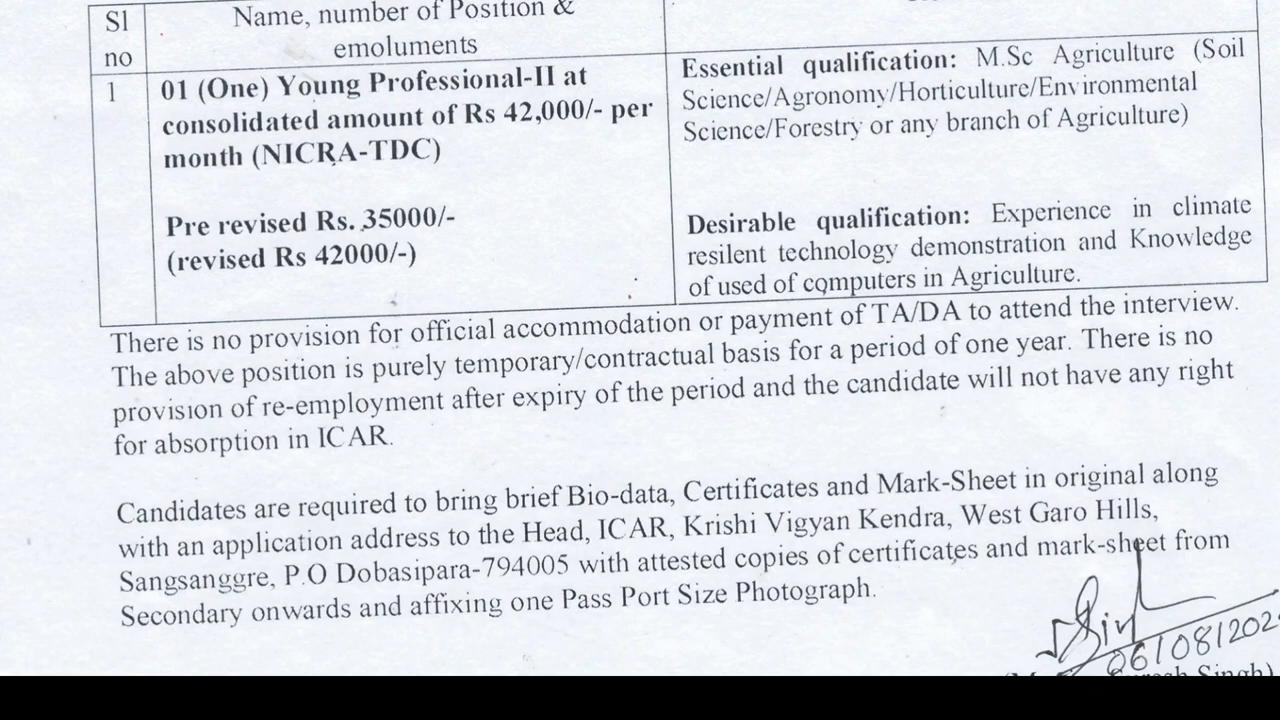 Sl
no
Name, number of Position &
emoluments
1
01 (One) Young Professional-II at
consolidated amount of Rs 42,000/- per
month (NICRA-TDC)
Pre revised Rs. 35000/-
(revised Rs 42000/-)
Essential qualification: M.Sc Agriculture (Soil
Science/Agronomy/Horticulture/Environmental
Science/Forestry or any branch of Agriculture)
Desirable qualification: Experience in climate
resilent technology demonstration and Knowledge
of used of computers in Agriculture.
There is no provision for official accommodation or payment of TA/DA to attend the interview.
The above position is purely temporary/contractual basis for a period of one year. There is no
provision of re-employment after expiry of the period and the candidate will not have any right
for absorption in ICAR.
Candidates are required to bring brief Bio-data, Certificates and Mark-Sheet in original along
with an application address to the Head, ICAR, Krishi Vigyan Kendra, West Garo Hills,
Sangsanggre, P.O Dobasipara-794005 with attested copies of certificates and mark-sheet from
Secondary onwards and affixing one Pass Port Size Photograph.
06/08/202
Singh)